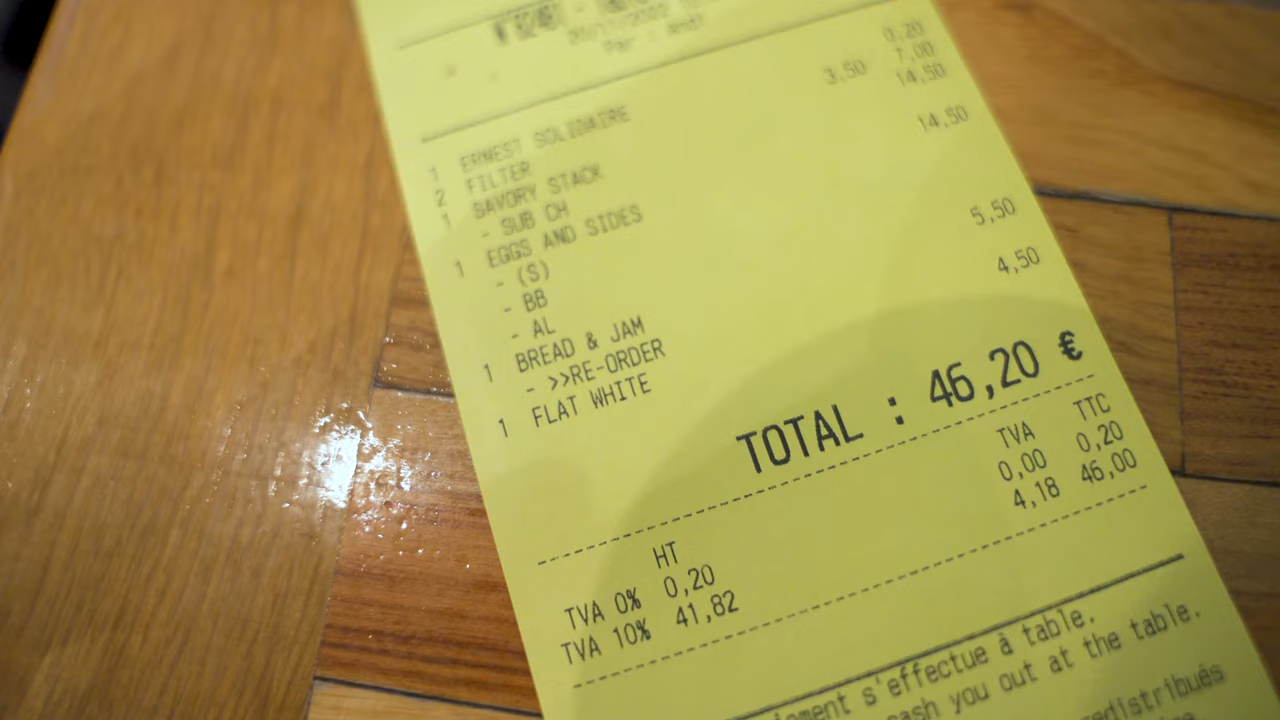 Par :
1 ERNEST SOLIDAIRE 0,20
2 FILTER 3,50 7,00
1 SAVORY STACK 14,50
- SUB CH
1 EGGS AND SIDES 14,50
- (S)
- BB
- AL
1 BREAD & JAM 5,50
- >>RE-ORDER
1 FLAT WHITE 4,50
TOTAL : 46,20 €
HT TVA TTC
TVA 0% 0,20 0,00 0,20
TVA 10% 41,82 4,18 46,00
s'effectue à table.
you out at the table.